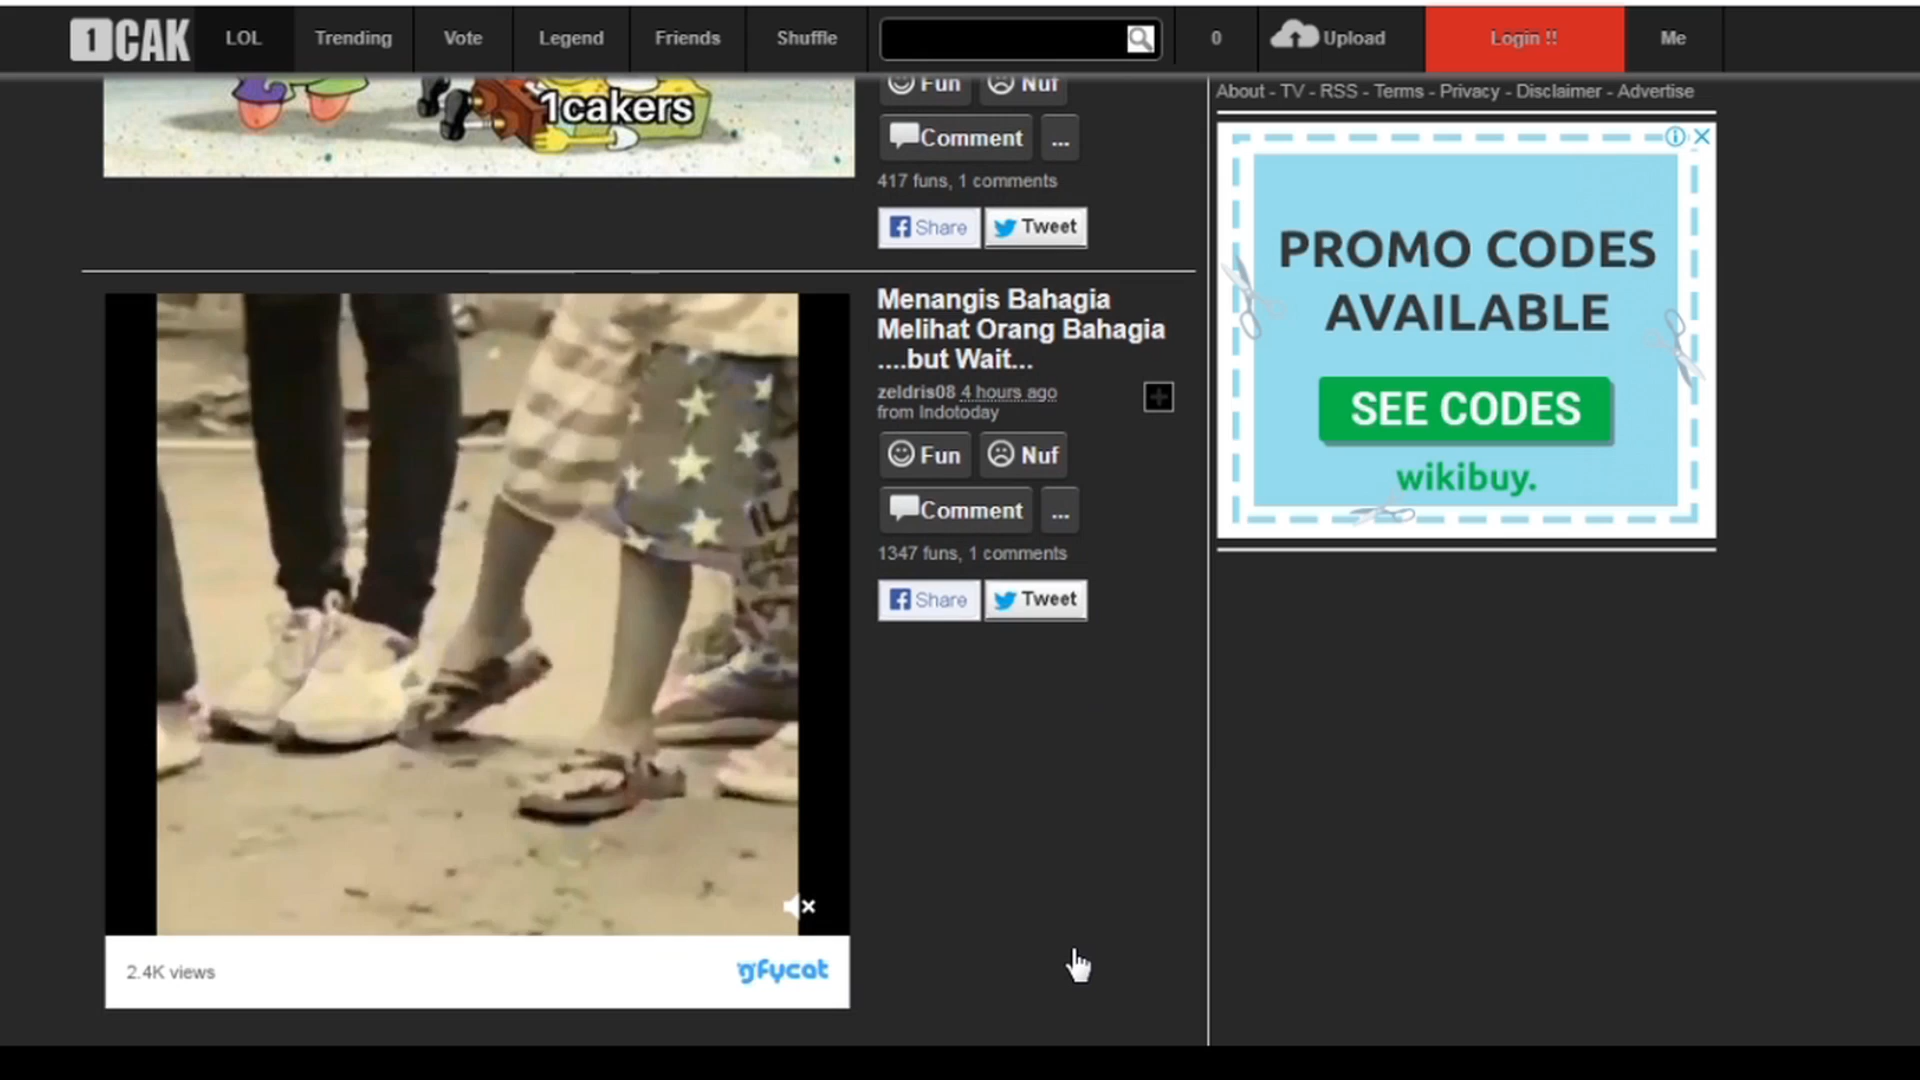 1CAK
LOL
Trending
Vote
Legend
Friends
Shuffle
0
Upload
Login !!
Me
1cakers
Fun
Nuf
Comment
...
417 funs, 1 comments
Share
Tweet
About - TV - RSS - Terms - Privacy - Disclaimer - Advertise
PROMO CODES
AVAILABLE
SEE CODES
wikibuy.
Menangis Bahagia
Melihat Orang Bahagia
....but Wait...
zeldris08 4 hours ago
from Indotoday
Fun
Nuf
Comment
...
1347 funs, 1 comments
Share
Tweet
2.4K views
gfycat